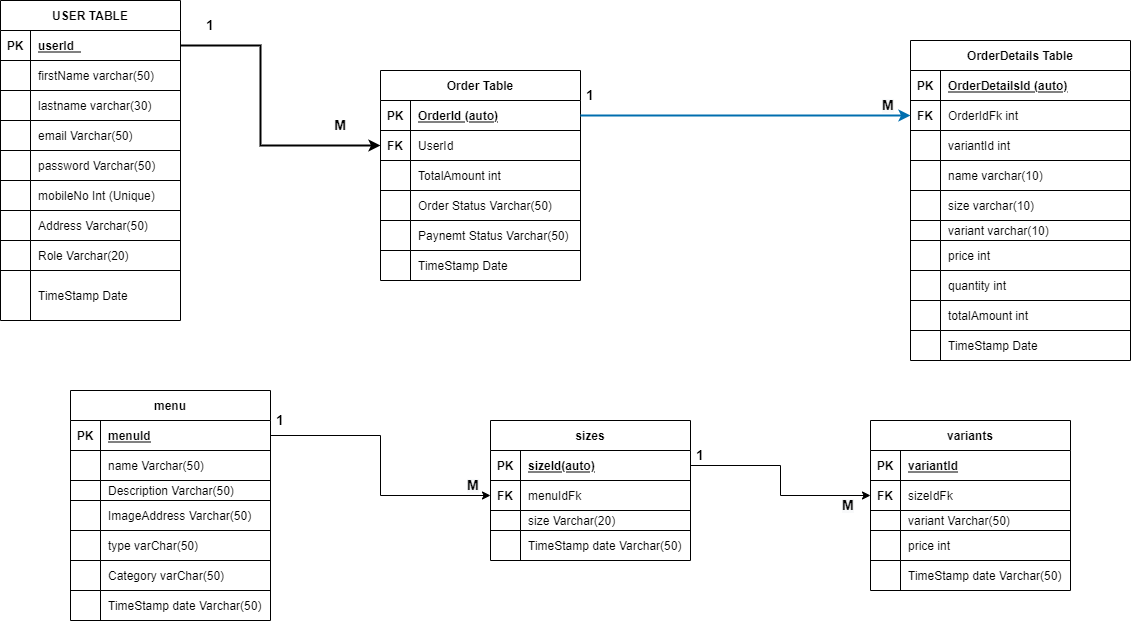 USER TABLE
PK userId
firstName varchar(50)
lastname varchar(30)
email Varchar(50)
password Varchar(50)
mobileNo Int (Unique)
Address Varchar(50)
Role Varchar(20)
TimeStamp Date
1
M
Order Table
PK OrderId (auto)
FK UserId
TotalAmount int
Order Status Varchar(50)
Paynemt Status Varchar(50)
TimeStamp Date
1
M
OrderDetails Table
PK OrderDetailsId (auto)
FK OrderIdFk int
variantId int
name varchar(10)
size varchar(10)
variant varchar(10)
price int
quantity int
totalAmount int
TimeStamp Date
menu
PK menuId
name Varchar(50)
Description Varchar(50)
ImageAddress Varchar(50)
type varChar(50)
Category varChar(50)
TimeStamp date Varchar(50)
1
M
sizes
PK sizeId(auto)
FK menuIdFk
size Varchar(20)
TimeStamp date Varchar(50)
1
M
variants
PK variantId
FK sizeIdFk
variant Varchar(50)
price int
TimeStamp date Varchar(50)